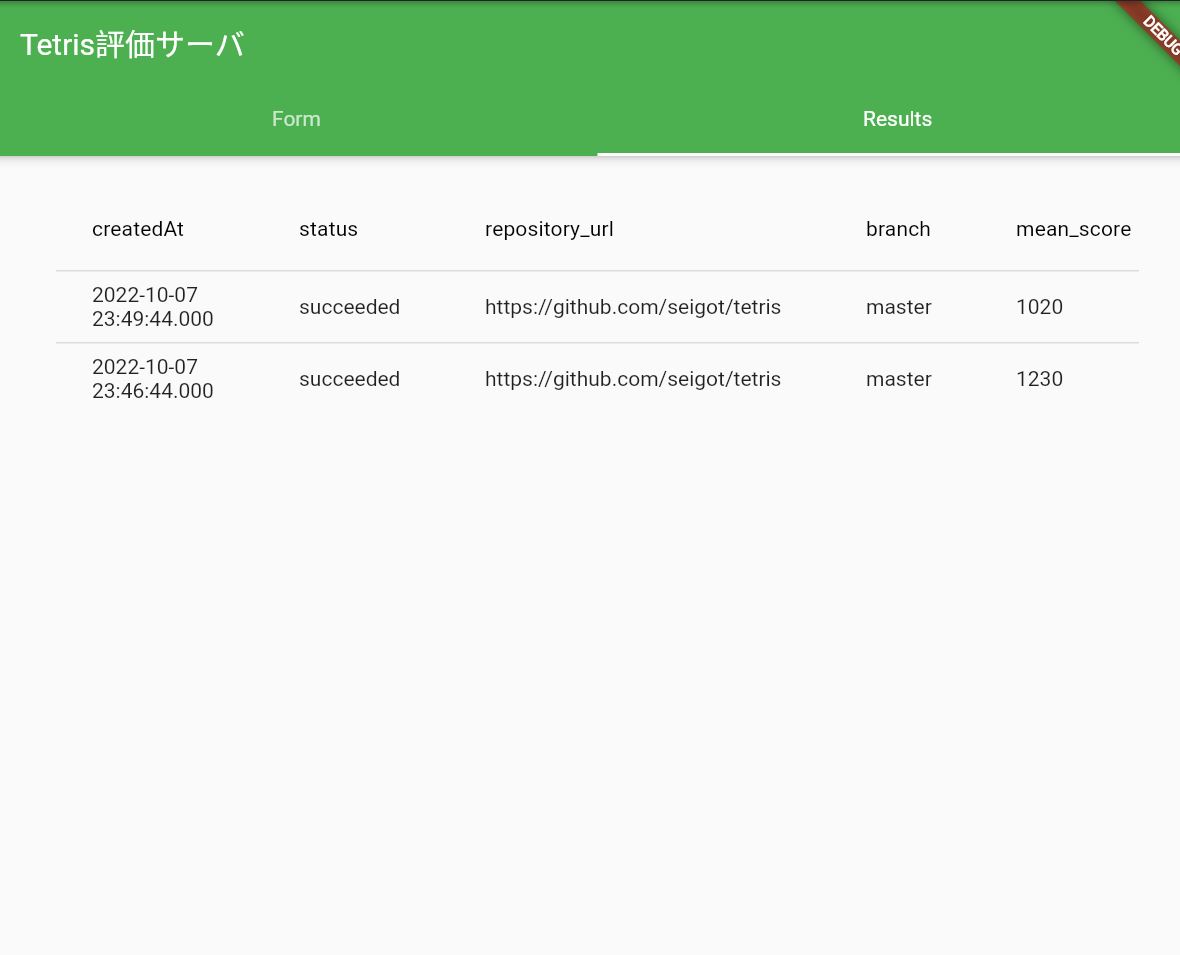 Tetris評価サーバ
DEBUG
Form Results
createdAt status repository_url branch mean_score
2022-10-07
23:49:44.000 succeeded https://github.com/seigot/tetris master 1020
2022-10-07
23:46:44.000 succeeded https://github.com/seigot/tetris master 1230